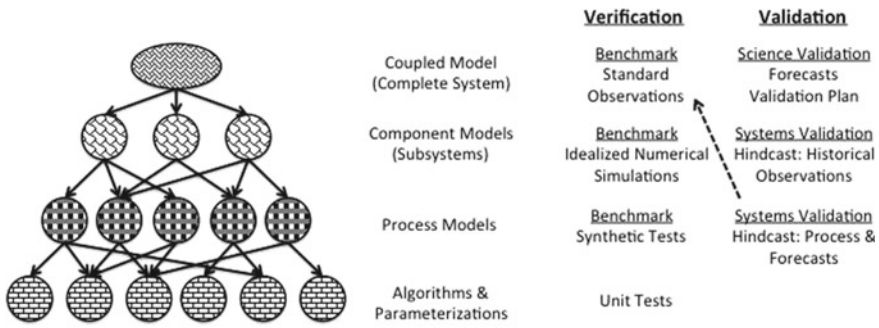 Verification
Validation
Coupled Model
(Complete System)
Benchmark
Standard
Observations
Science Validation
Forecasts
Validation Plan
Component Models
(Subsystems)
Benchmark
Idealized Numerical
Simulations
Systems Validation
Hindcast: Historical
Observations
Process Models
Benchmark
Synthetic Tests
Systems Validation
Hindcast: Process &
Forecasts
Algorithms &
Parameterizations
Unit Tests